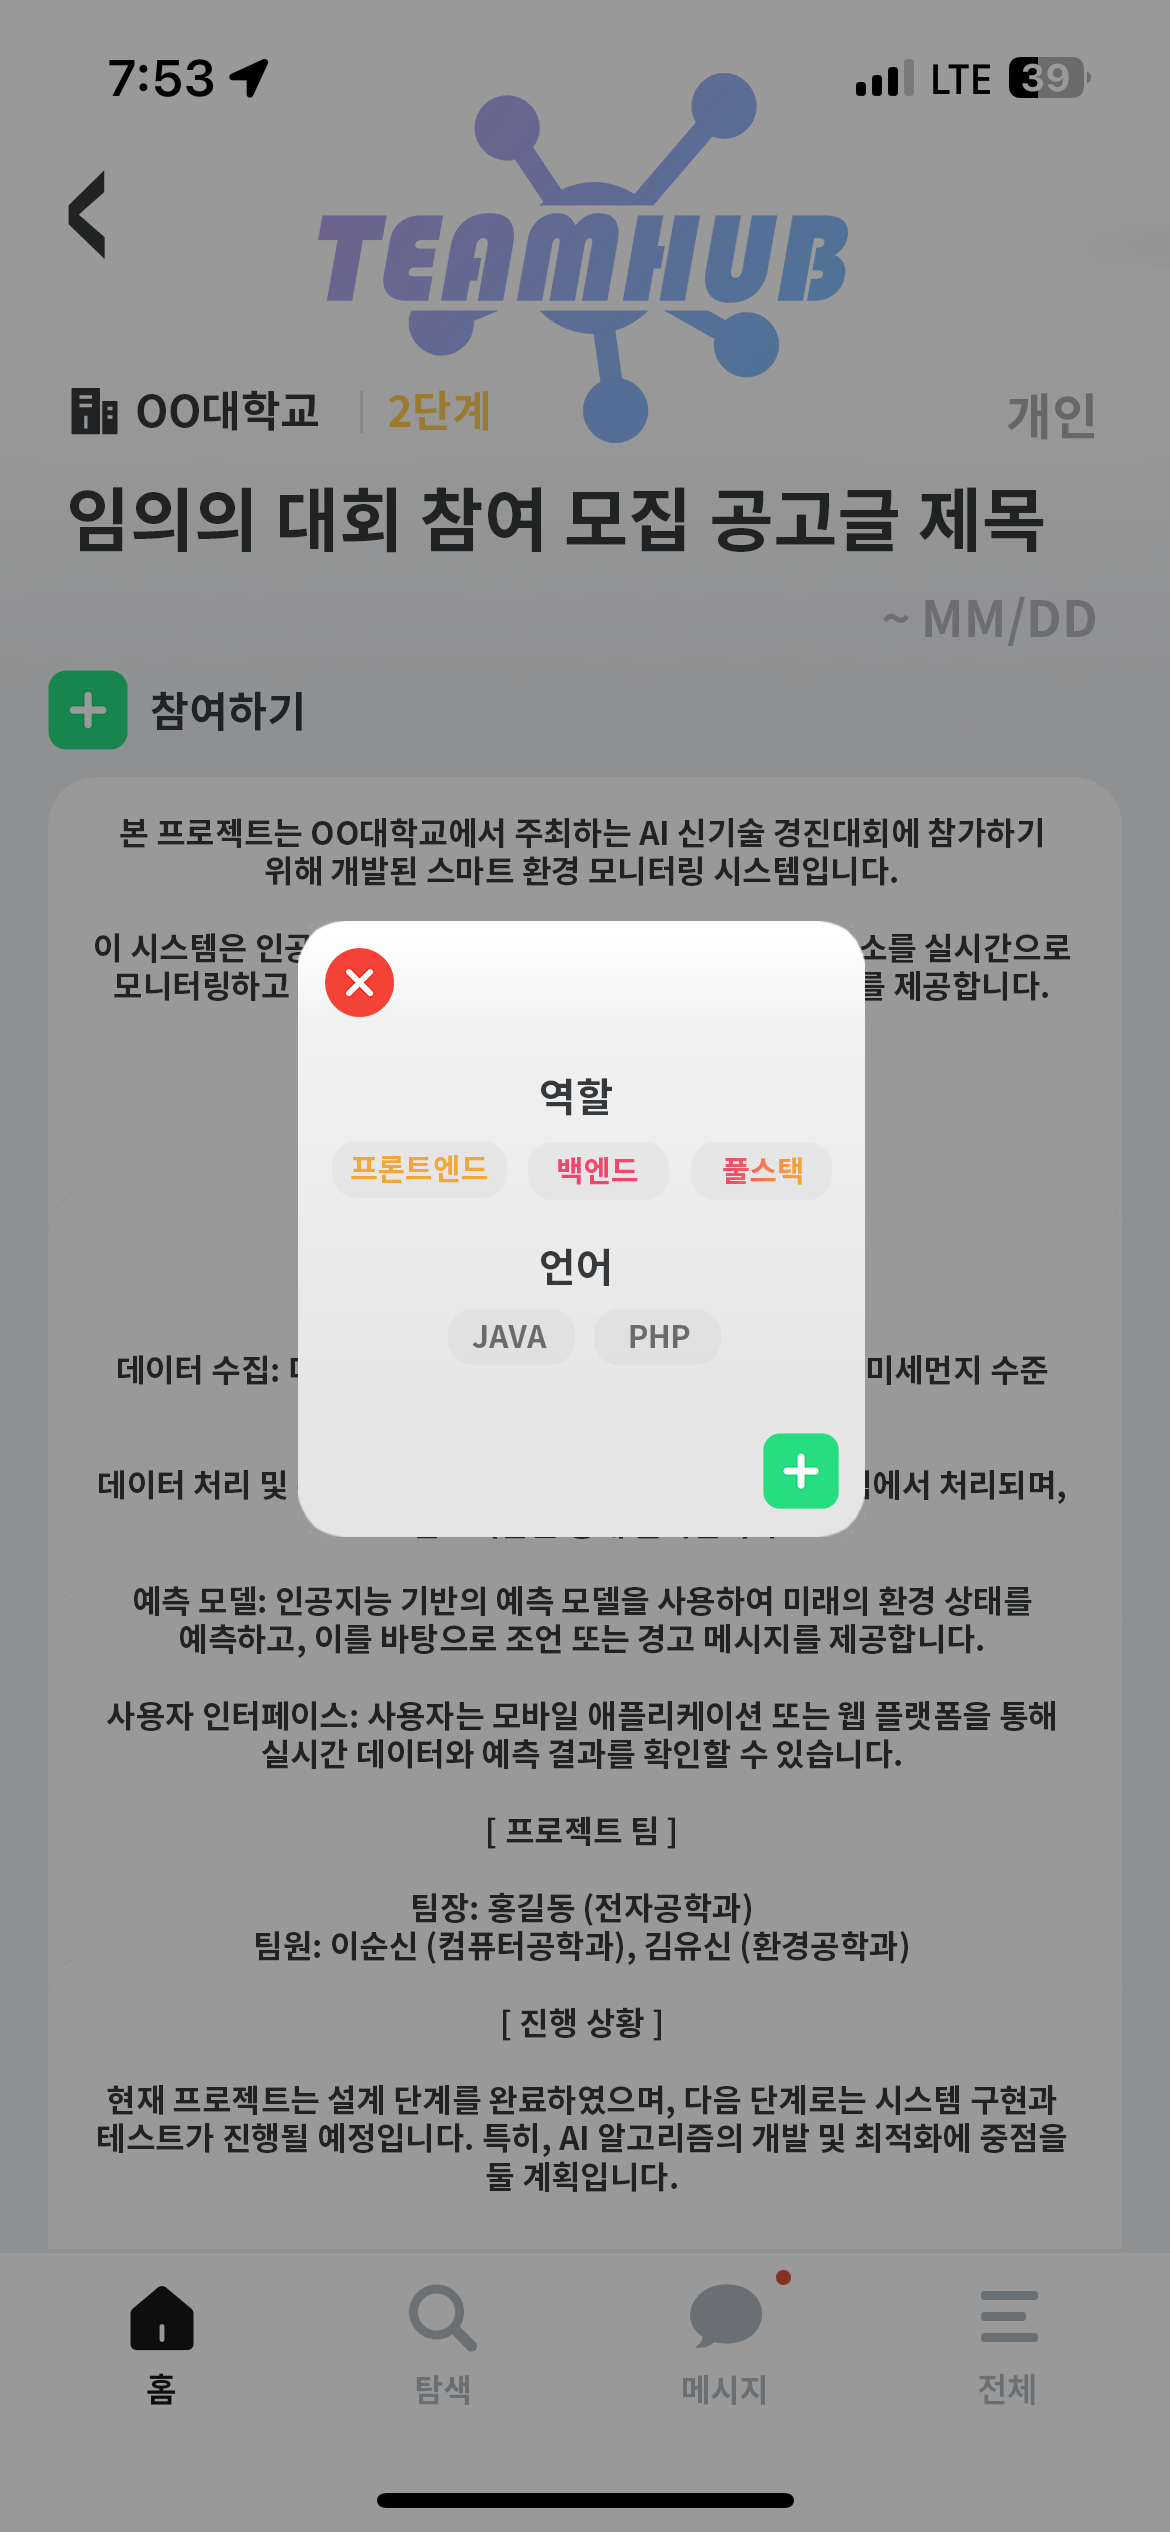 7:53
LTE 39
TEAMHUB
OO대학교 2단계 개인
임의의 대회 참여 모집 공고글 제목
~ MM/DD
참여하기
본 프로젝트는 OO대학교에서 주최하는 AI 신기술 경진대회에 참가하기
위해 개발된 스마트 환경 모니터링 시스템입니다.
이 시스템은 소를 실시간으로
모니터링하고 를 제공합니다.
역할
프론트엔드 백엔드 풀스택
언어
JAVA PHP
데이터 수집: 미세먼지 수준
데이터 처리 및 에서 처리되며,
예측 모델: 인공지능 기반의 예측 모델을 사용하여 미래의 환경 상태를
예측하고, 이를 바탕으로 조언 또는 경고 메시지를 제공합니다.
사용자 인터페이스: 사용자는 모바일 애플리케이션 또는 웹 플랫폼을 통해
실시간 데이터와 예측 결과를 확인할 수 있습니다.
[ 프로젝트 팀 ]
팀장: 홍길동 (전자공학과)
팀원: 이순신 (컴퓨터공학과), 김유신 (환경공학과)
[ 진행 상황 ]
현재 프로젝트는 설계 단계를 완료하였으며, 다음 단계로는 시스템 구현과
테스트가 진행될 예정입니다. 특히, AI 알고리즘의 개발 및 최적화에 중점을
둘 계획입니다.
홈 탐색 메시지 전체